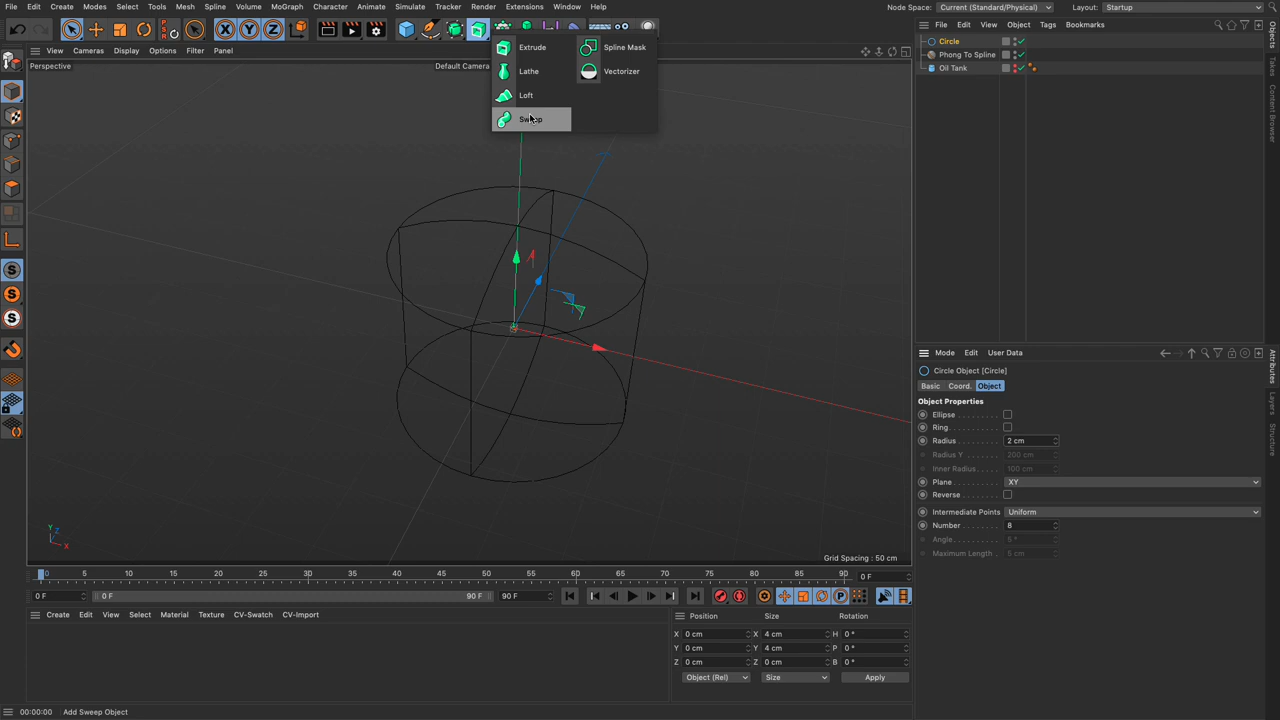 File Edit Create Modes Select Tools Mesh Spline Volume MoGraph Character Animate Simulate Tracker Render Extensions Window Help
Node Space: Current (Standard/Physical) Layout: Startup
File Edit View Object Tags Bookmarks
View Cameras Display Options Filter Panel
Perspective
Default Camera
Extrude Spline Mask
Lathe Vectorizer
Loft
Sweep
Circle
Phong To Spline
Oil Tank
Objects
Takes
Content Browser
Mode Edit User Data
Circle Object [Circle]
Basic Coord. Object
Object Properties
Ellipse
Ring
Radius 2 cm
Radius Y 200 cm
Inner Radius 100 cm
Plane XY
Reverse
Intermediate Points Uniform
Number 8
Angle 5 °
Maximum Length 5 cm
Attributes
Layers
Structure
Y
Z
X
Grid Spacing : 50 cm
0 5 10 15 20 25 30 35 40 45 50 55 60 65 70 75 80 85 90 0 F
0 F 0 F 90 F 90 F
Create Edit View Select Material Texture CV-Swatch CV-Import
Position Size Rotation
X 0 cm X 4 cm H 0 °
Y 0 cm Y 4 cm P 0 °
Z 0 cm Z 0 cm B 0 °
Object (Rel) Size Apply
00:00:00 Add Sweep Object